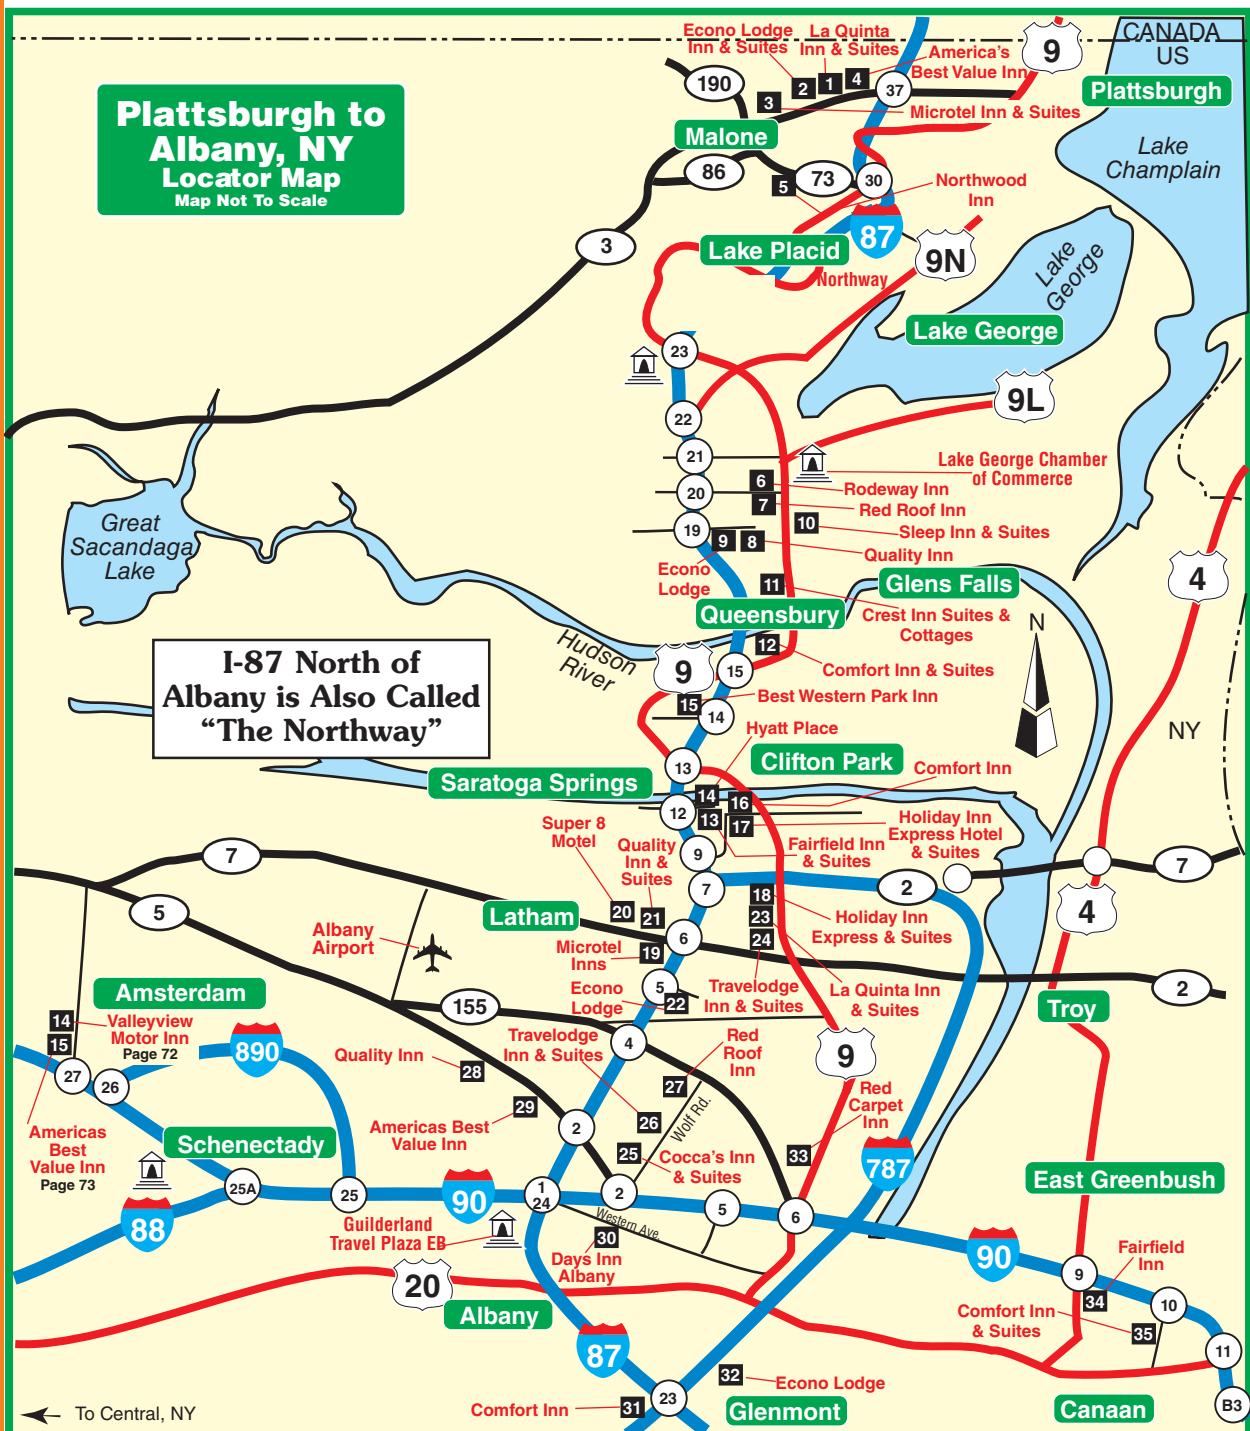 Econo Lodge
Inn & Suites
La Quinta
Inn & Suites
America's
Best Value Inn
9
CANADA
US
190
2
1
4
37
Plattsburgh
3
Microtel Inn & Suites
Plattsburgh to
Albany, NY
Locator Map
Map Not To Scale
Malone
Lake
Champlain
86
73
30
5
Northwood
Inn
87
3
Lake Placid
9N
Northway
Lake
George
Lake George
23
22
9L
21
Lake George Chamber
of Commerce
20
6
Rodeway Inn
7
Red Roof Inn
19
10
Sleep Inn & Suites
9
8
Quality Inn
Great
Sacandaga
Lake
Econo
Lodge
11
Glens Falls
4
Queensbury
Crest Inn Suites &
Cottages
N
Hudson
River
12
Comfort Inn & Suites
9
15
I-87 North of
Albany is Also Called
“The Northway”
15
Best Western Park Inn
14
Hyatt Place
NY
13
Clifton Park
Comfort Inn
Saratoga Springs
14
16
12
13
17
Holiday Inn
Express Hotel
& Suites
Super 8
Motel
Quality
Inn &
Suites
9
Fairfield Inn
& Suites
7
7
7
2
5
Latham
20
21
18
23
24
Holiday Inn
Express & Suites
4
Albany
Airport
6
Microtel
Inns
19
5
Econo
Lodge
22
Travelodge
Inn & Suites
La Quinta Inn
& Suites
2
Amsterdam
155
Troy
14
Valleyview
Motor Inn
Page 72
15
890
Travelodge
Inn & Suites
4
Red
Roof
Inn
9
Quality Inn
28
27
26
27
Red
Carpet
Inn
29
Americas Best
Value Inn
2
26
Wolf Rd.
Americas
Best
Value Inn
Page 73
Schenectady
25
Cocca's Inn
& Suites
33
787
East Greenbush
25A
25
90
1
24
2
5
6
88
Guilderland
Travel Plaza EB
Western Ave.
30
Days Inn
Albany
90
Fairfield
Inn
20
9
34
10
Albany
Comfort Inn
& Suites
35
87
11
32
Econo Lodge
23
31
Comfort Inn
Glenmont
Canaan
B3
To Central, NY